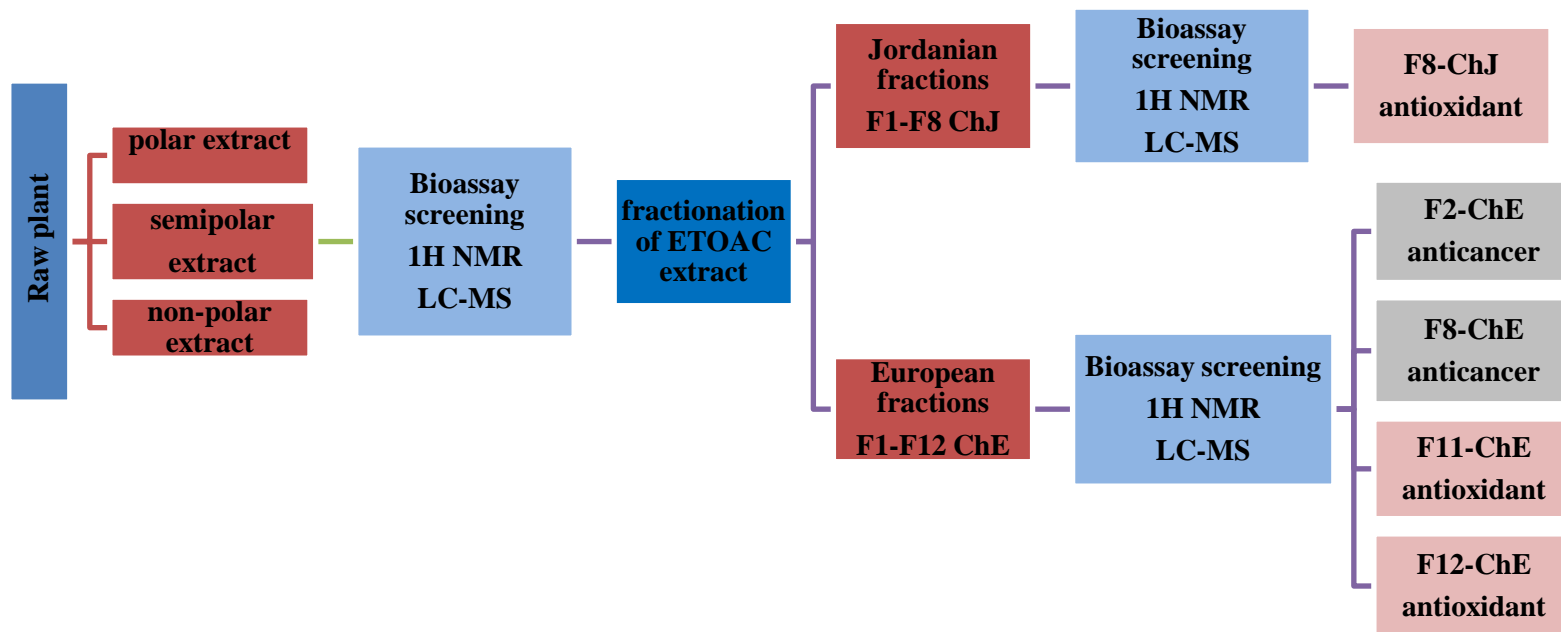 Raw plant
polar extract
semipolar
extract
non-polar
extract
Bioassay
screening
1H NMR
LC-MS
fractionation
of ETOAC
extract
Jordanian
fractions
F1-F8 ChJ
Bioassay
screening
1H NMR
LC-MS
F8-ChJ
antioxidant
European
fractions
F1-F12 ChE
Bioassay screening
1H NMR
LC-MS
F2-ChE
anticancer
F8-ChE
anticancer
F11-ChE
antioxidant
F12-ChE
antioxidant